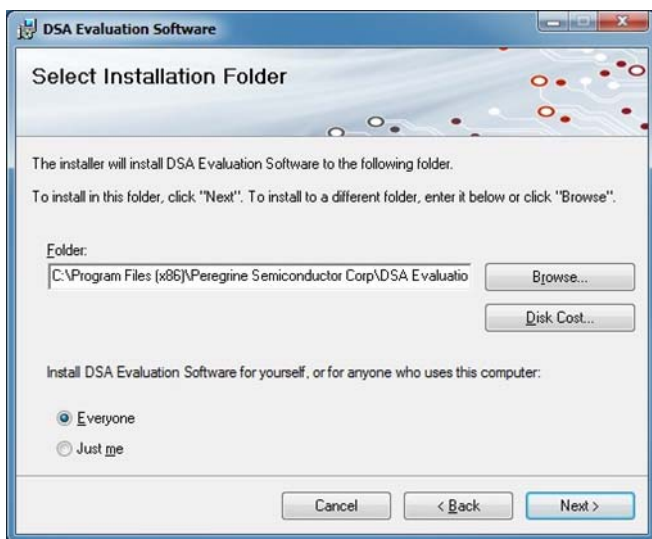 DSA Evaluation Software
Select Installation Folder
The installer will install DSA Evaluation Software to the following folder.
To install in this folder, click "Next". To install to a different folder, enter it below or click "Browse".
Folder:
C:\Program Files (x86)\Peregrine Semiconductor Corp\DSA Evaluatio
Browse...
Disk Cost...
Install DSA Evaluation Software for yourself, or for anyone who uses this computer:
Everyone
Just me
Cancel
< Back
Next >